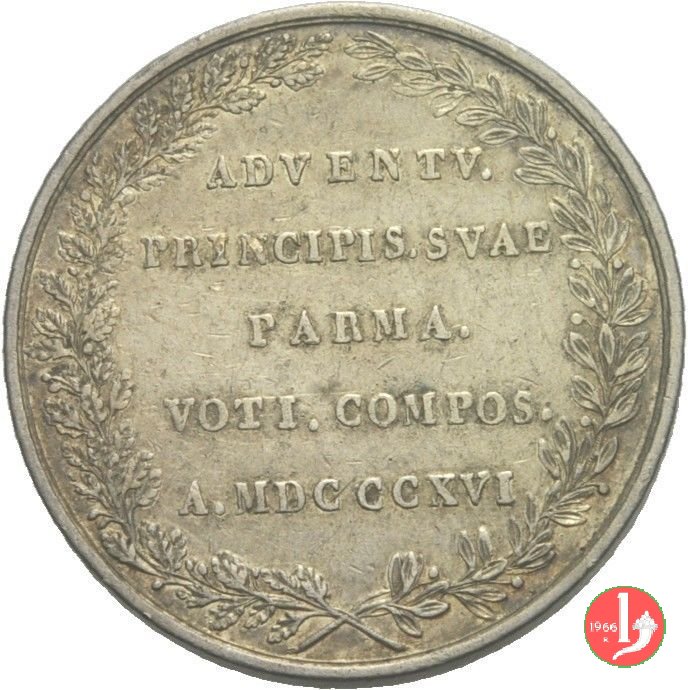 ADVENTV.
PRINCIPIS.SVAE
PARMA.
VOTI. COMPOS.
A. MDCCCXVI
1966
R